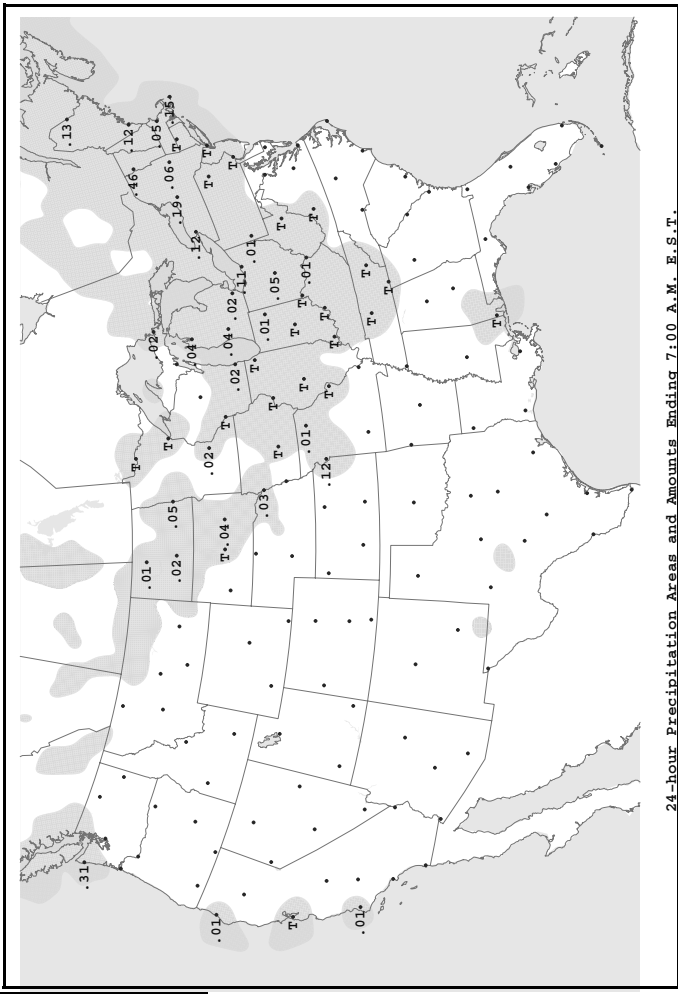 .13
.31
.12
.46
T
.01
.02
.05
.15
.06
T
.05
T
.19
.02
.04
.12
T
T
.02
.01
T .04
T
.04
T
.02
.02
.11
.01
T
.03
.01
T
.05
T
T
T
T
T
T
.01
.01
T
T
.12
T
T
.01
T
T
T
T
24-hour Precipitation Areas and Amounts Ending 7:00 A.M. E.S.T.